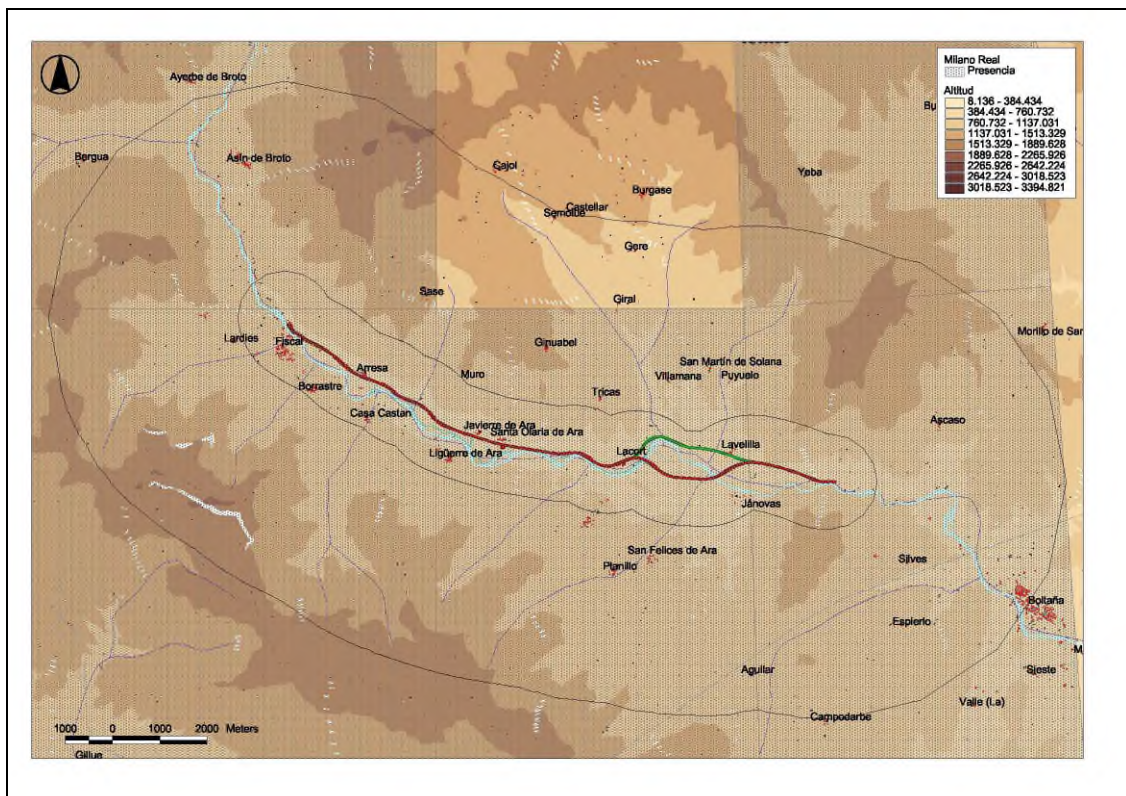 Milano Real
Presencia
Altitud
8.136 - 384.434
384.434 - 760.732
760.732 - 1137.031
1137.031 - 1513.329
1513.329 - 1889.628
1889.628 - 2265.926
2265.926 - 2642.224
2642.224 - 3018.523
3018.523 - 3394.821
Ayerbe de Broto
Bu
Bergua
Asín de Broto
Cajol
Yeba
Burgase
Castellar
Semolué
Gere
Sase
Giral
Morillo de Sar
Lardies
Fiscal
Ginuabel
San Martín de Solana
Arresa
Muro
Villamana
Puyuelo
Borrastre
Tricas
Casa Castan
Ascaso
Javierre de Ara
Santa Olaria de Ara
Ligüerre de Ara
Lacort
Lavelilla
Jánovas
San Felices de Ara
Planillo
Silves
Boltaña
Espierlo
Aguilar
Sieste
Valle (La)
Campodarbe
1000 0 1000 2000 Meters
Gillue